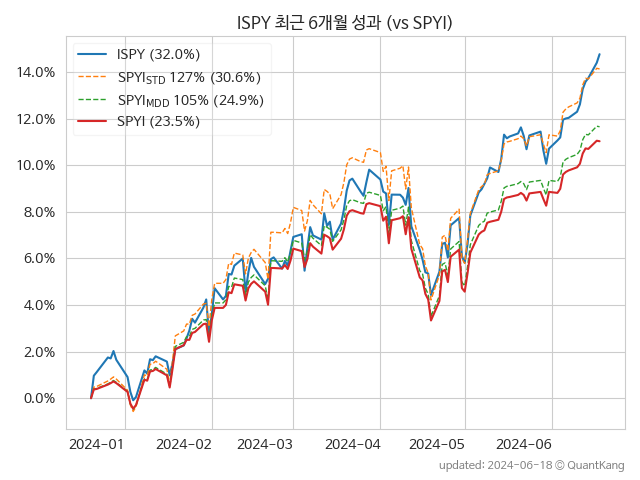 ISPY 최근 6개월 성과 (vs SPYI)
ISPY (32.0%)
SPYISTD 127% (30.6%)
SPYIMDD 105% (24.9%)
SPYI (23.5%)
14.0%
12.0%
10.0%
8.0%
6.0%
4.0%
2.0%
0.0%
2024-01 2024-02 2024-03 2024-04 2024-05 2024-06
updated: 2024-06-18 © QuantKang